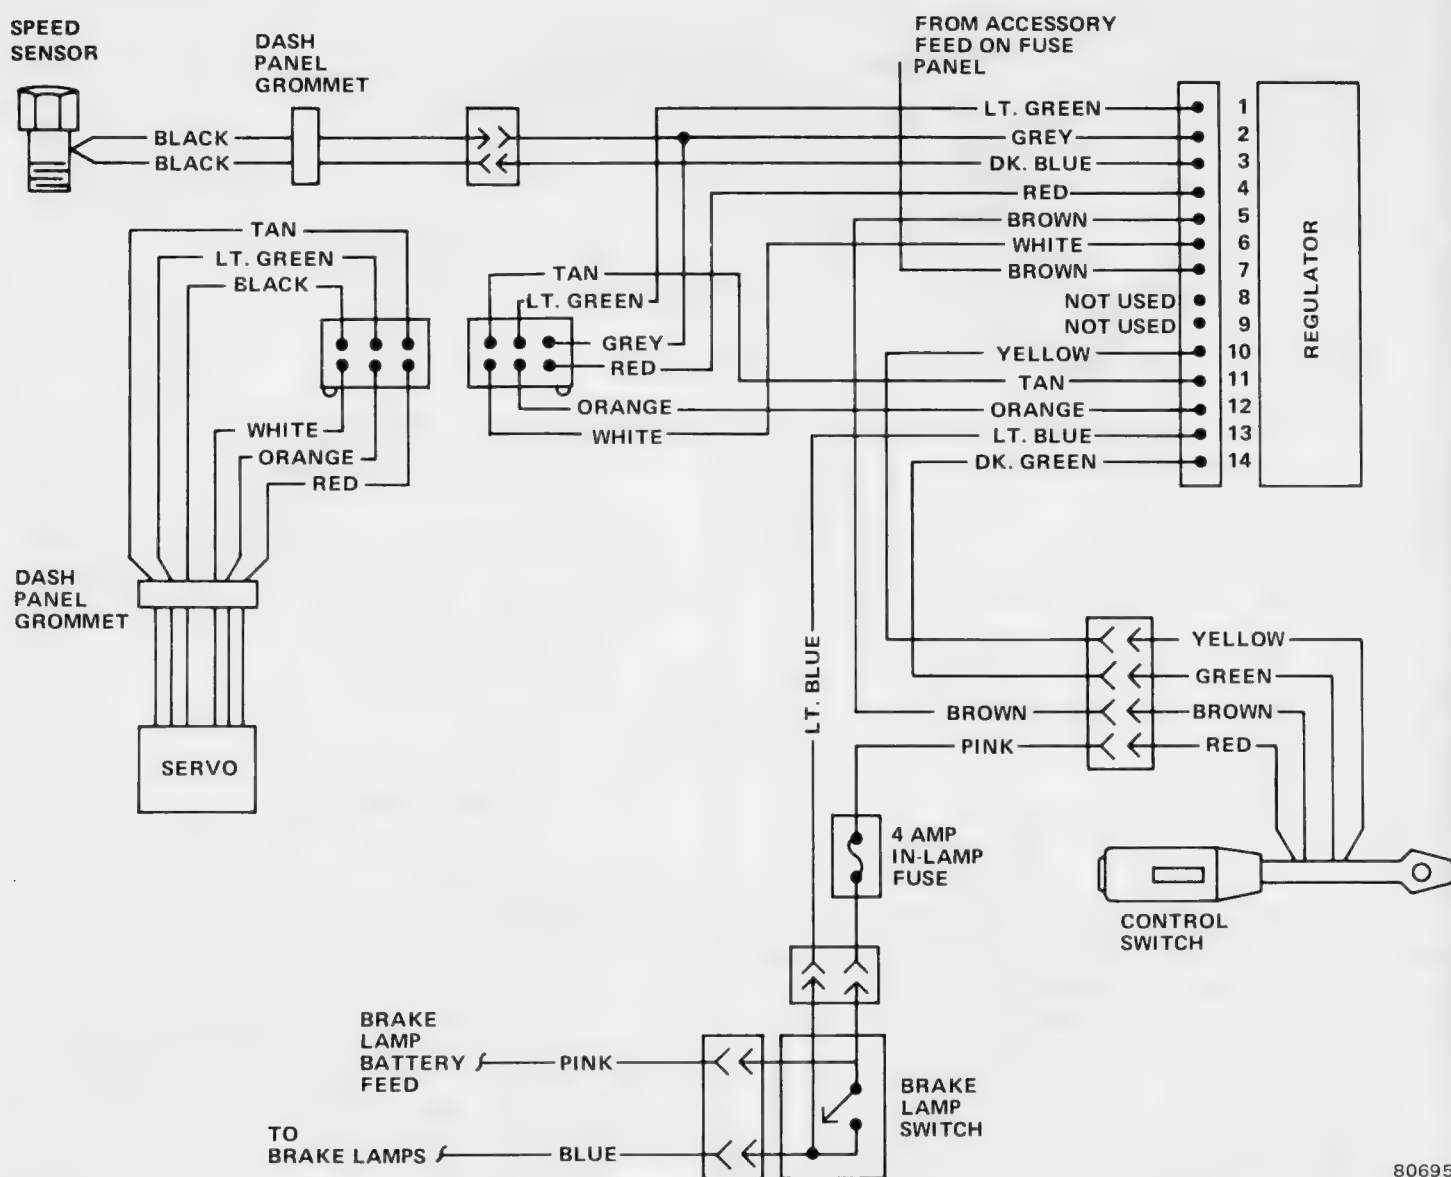 SPEED
SENSOR
DASH
PANEL
GROMMET
FROM ACCESSORY
FEED ON FUSE
PANEL
BLACK
BLACK
LT. GREEN
1
GREY
2
DK. BLUE
3
RED
4
BROWN
5
WHITE
6
BROWN
7
NOT USED
8
NOT USED
9
YELLOW
10
TAN
11
ORANGE
12
LT. BLUE
13
DK. GREEN
14
REGULATOR
TAN
LT. GREEN
BLACK
TAN
LT. GREEN
GREY
RED
ORANGE
WHITE
WHITE
ORANGE
RED
DASH
PANEL
GROMMET
SERVO
LT. BLUE
YELLOW
GREEN
BROWN
BROWN
PINK
RED
4 AMP
IN-LAMP
FUSE
CONTROL
SWITCH
BRAKE
LAMP
BATTERY
FEED
PINK
BRAKE
LAMP
SWITCH
TO
BRAKE LAMPS
BLUE
80695